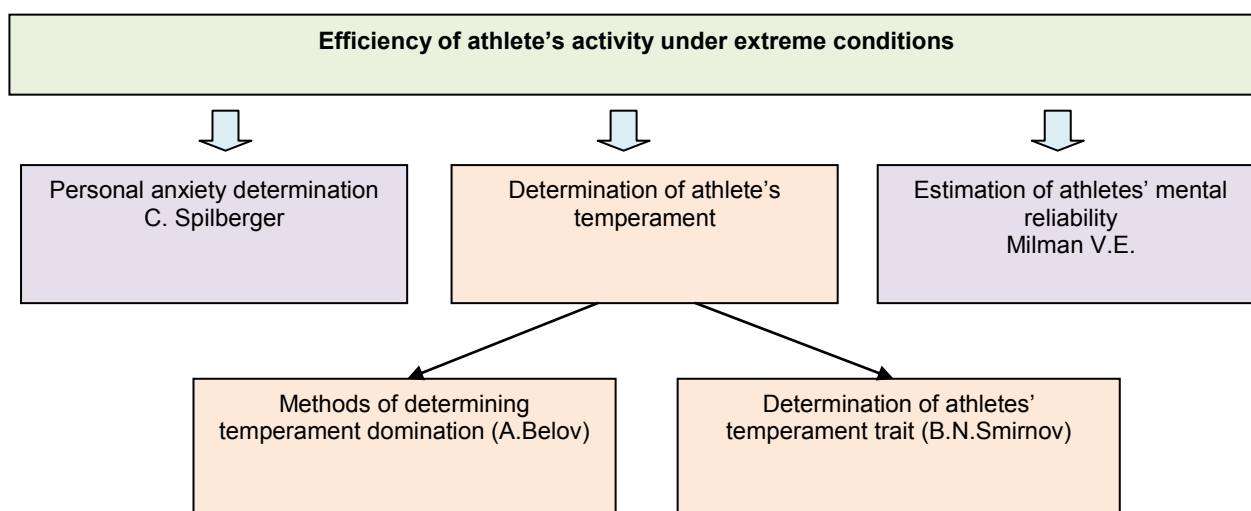 Efficiency of athlete’s activity under extreme conditions
Personal anxiety determination
C. Spilberger
Determination of athlete’s
temperament
Estimation of athletes’ mental
reliability
Milman V.E.
Methods of determining
temperament domination (A.Belov)
Determination of athletes’
temperament trait (B.N.Smirnov)